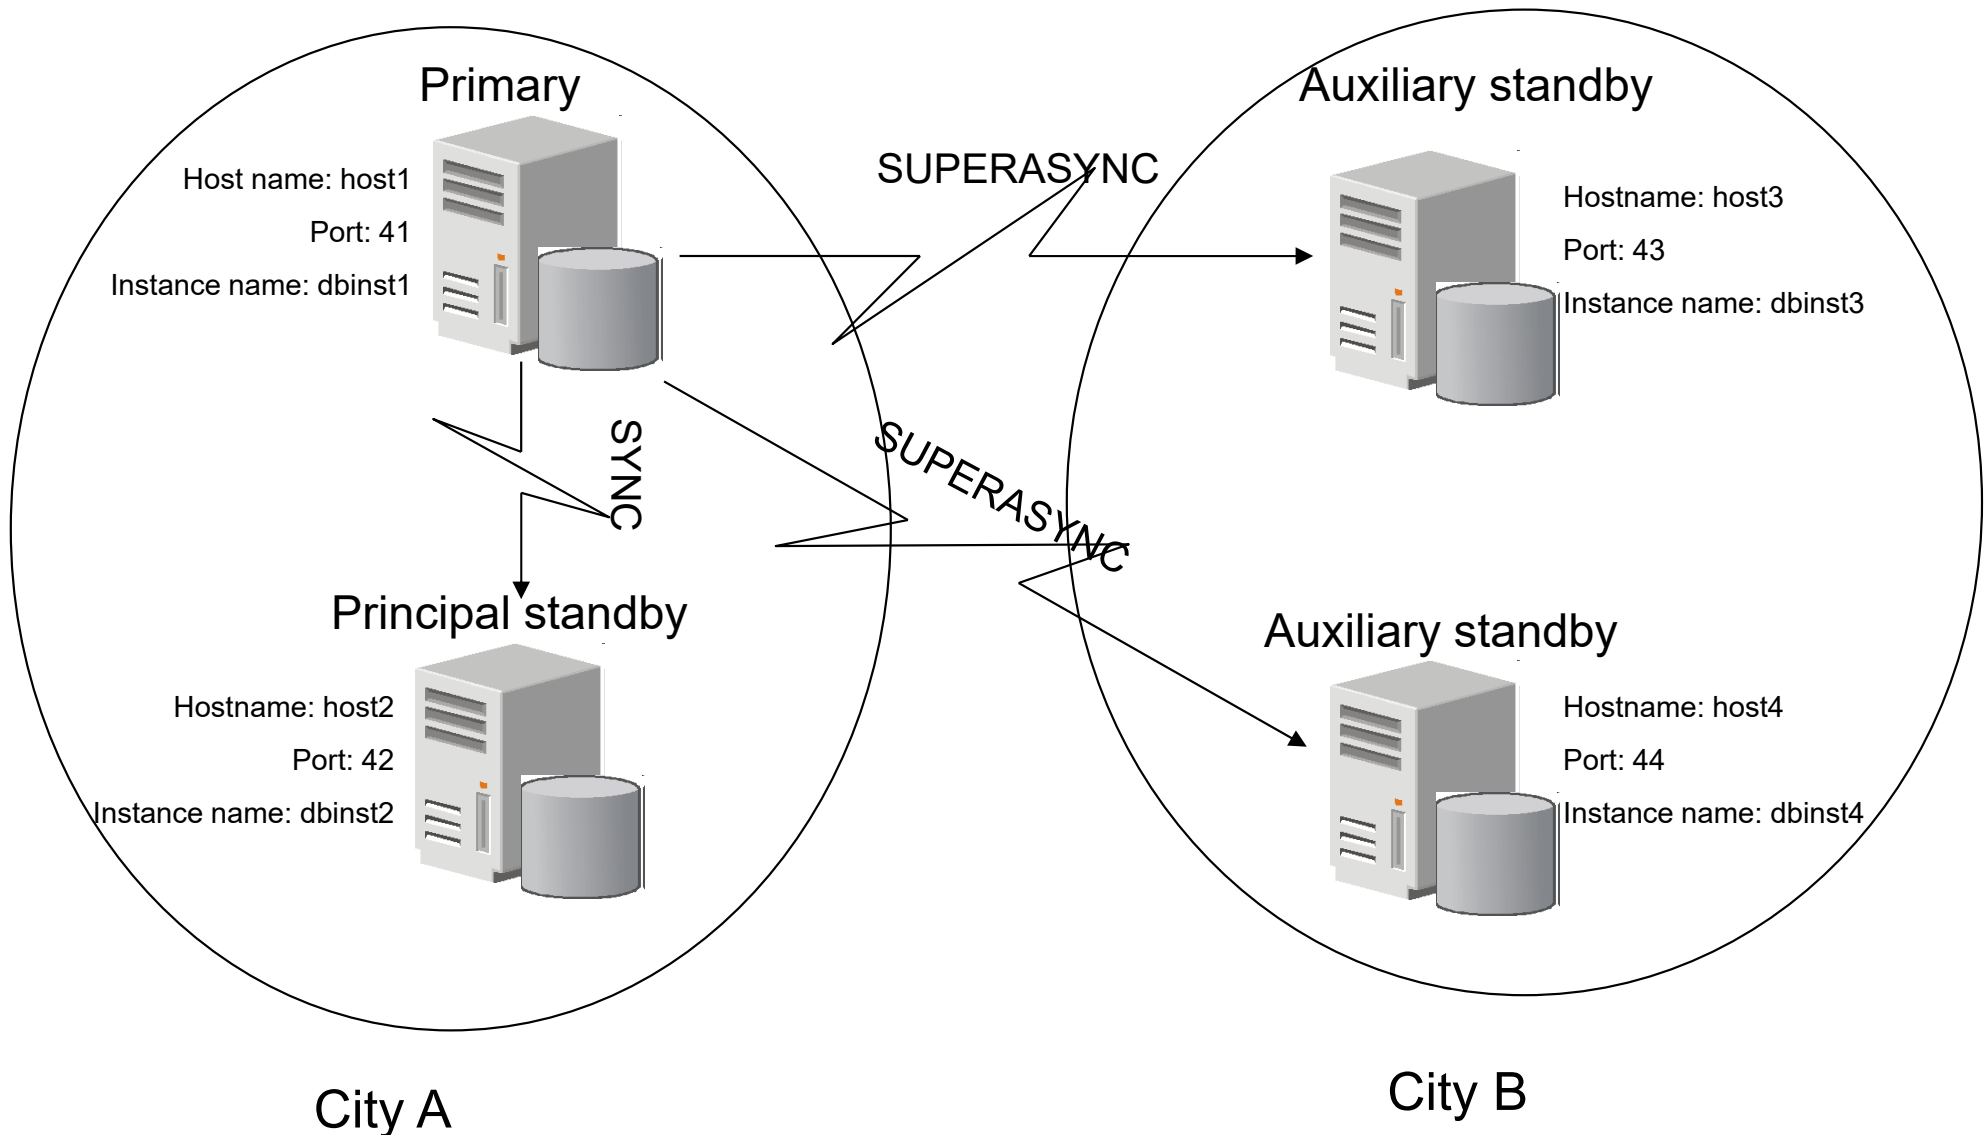 Primary
Host name: host1
Port: 41
Instance name: dbinst1
SUPERASYNC
Auxiliary standby
Hostname: host3
Port: 43
Instance name: dbinst3
SYNC
SUPERASYNC
Principal standby
Hostname: host2
Port: 42
Instance name: dbinst2
Auxiliary standby
Hostname: host4
Port: 44
Instance name: dbinst4
City A
City B